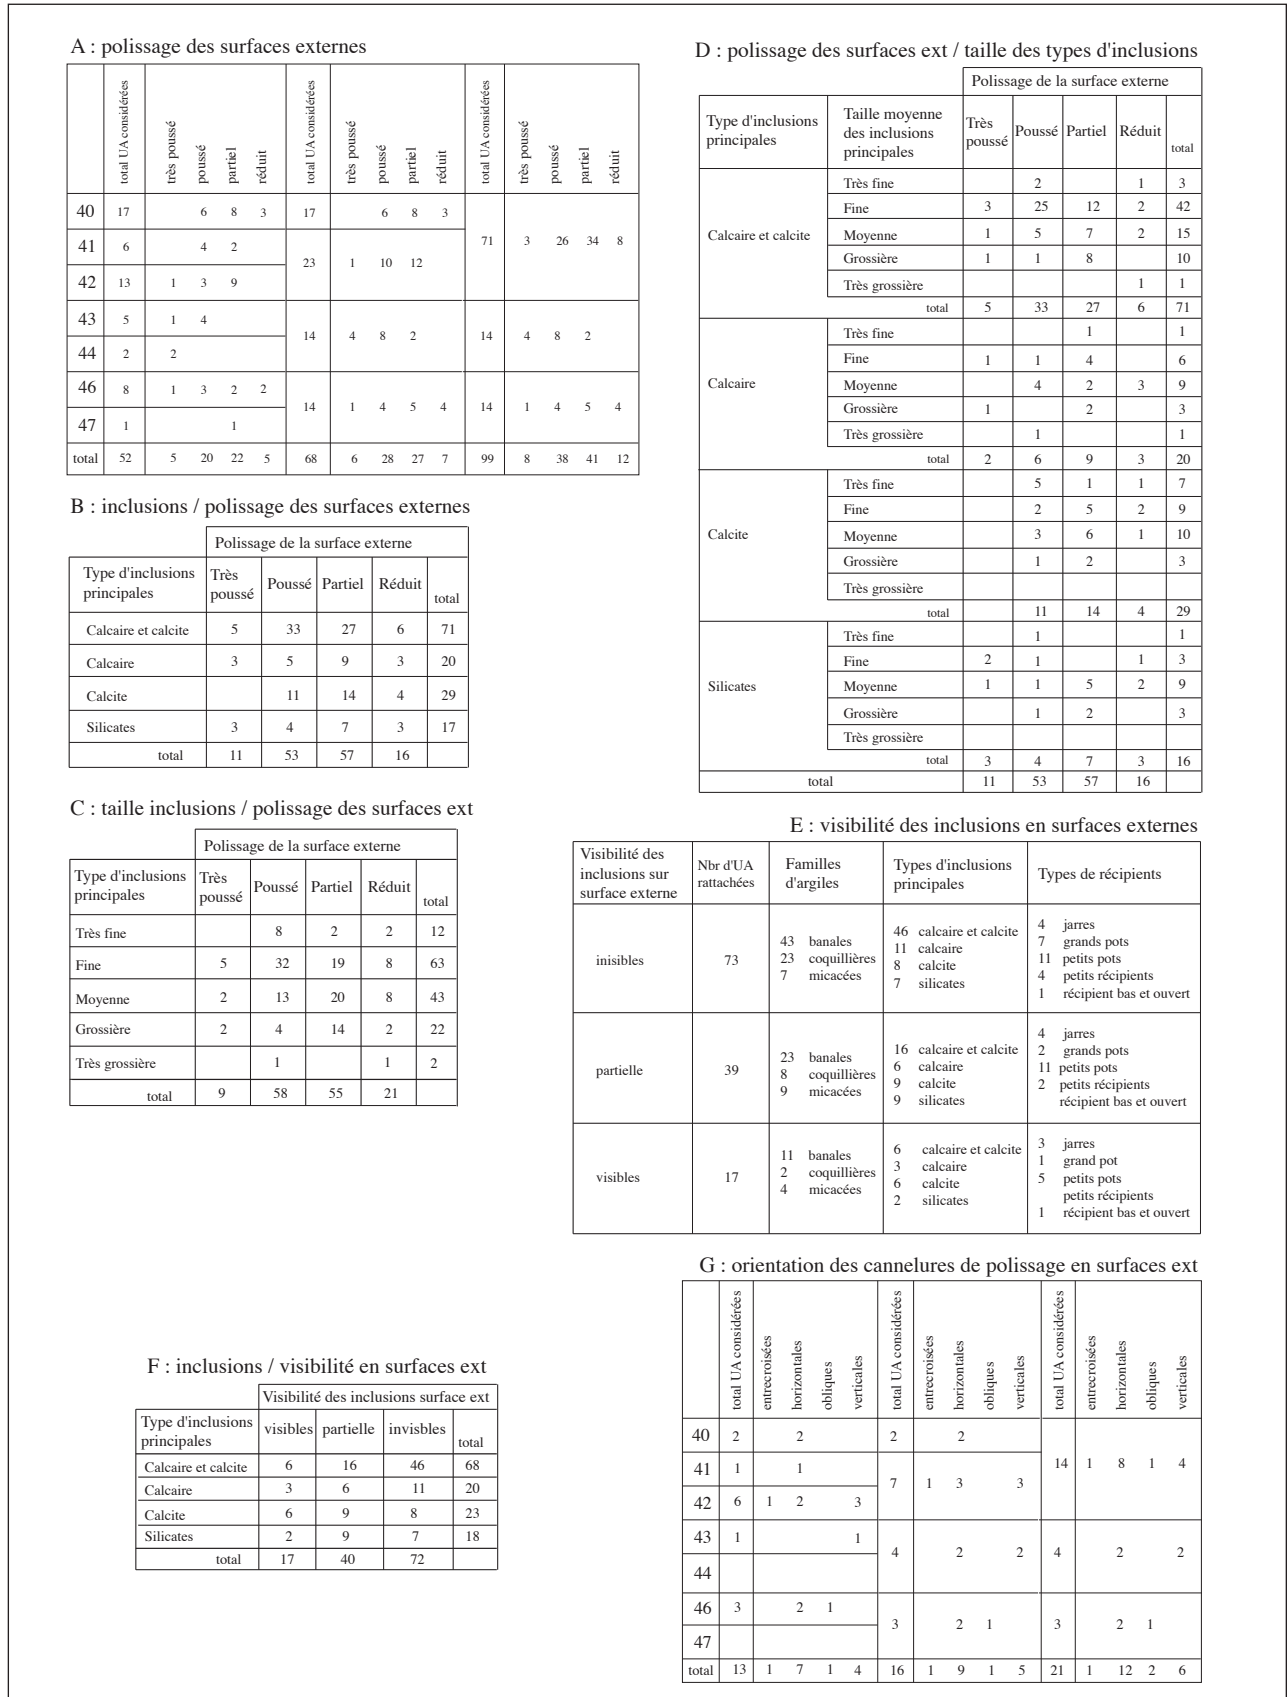 A : polissage des surfaces externes
total UA considérées très poussé poussé partiel réduit total UA considérées très poussé poussé partiel réduit total UA considérées très poussé poussé partiel réduit
40 17 6 8 3 17 6 8 3
41 6 4 2
71 3 26 34 8
23 1 10 12
42 13 1 3 9
43 5 1 4
14 4 8 2 14 4 8 2
44 2 2
46 8 1 3 2 2
14 1 4 5 4 14 1 4 5 4
47 1 1
total 52 5 20 22 5 68 6 28 27 7 99 8 38 41 12
B : inclusions / polissage des surfaces externes
Polissage de la surface externe
Type d'inclusions principales Très poussé Poussé Partiel Réduit total
Calcaire et calcite 5 33 27 6 71
Calcaire 3 5 9 3 20
Calcite 11 14 4 29
Silicates 3 4 7 3 17
total 11 53 57 16
C : taille inclusions / polissage des surfaces ext
Polissage de la surface externe
Type d'inclusions principales Très poussé Poussé Partiel Réduit total
Très fine 8 2 2 12
Fine 5 32 19 8 63
Moyenne 2 13 20 8 43
Grossière 2 4 14 2 22
Très grossière 1 1 2
total 9 58 55 21
D : polissage des surfaces ext / taille des types d'inclusions
Polissage de la surface externe
Type d'inclusions principales Taille moyenne des inclusions principales Très poussé Poussé Partiel Réduit total
Très fine 2 1 3
Fine 3 25 12 2 42
Calcaire et calcite Moyenne 1 5 7 2 15
Grossière 1 1 8 10
Très grossière 1 1
total 5 33 27 6 71
Très fine 1 1
Fine 1 1 4 6
Calcaire Moyenne 4 2 3 9
Grossière 1 2 3
Très grossière 1 1
total 2 6 9 3 20
Très fine 5 1 1 7
Fine 2 5 2 9
Calcite Moyenne 3 6 1 10
Grossière 1 2 3
Très grossière
total 11 14 4 29
Très fine 1 1
Fine 2 1 1 3
Silicates Moyenne 1 1 5 2 9
Grossière 1 2 3
Très grossière
total 3 4 7 3 16
total 11 53 57 16
E : visibilité des inclusions en surfaces externes
Visibilité des inclusions sur surface externe Nbr d'UA rattachées Familles d'argiles Types d'inclusions principales Types de récipients
inisibles 73
43 banales
23 coquillières
7 micacées
46 calcaire et calcite
11 calcaire
8 calcite
7 silicates
4 jarres
7 grands pots
11 petits pots
4 petits récipients
1 récipient bas et ouvert
partielle 39
23 banales
8 coquillières
9 micacées
16 calcaire et calcite
6 calcaire
9 calcite
9 silicates
4 jarres
2 grands pots
11 petits pots
2 petits récipients
récipient bas et ouvert
visibles 17
11 banales
2 coquillières
4 micacées
6 calcaire et calcite
3 calcaire
6 calcite
2 silicates
3 jarres
1 grand pot
5 petits pots
petits récipients
1 récipient bas et ouvert
F : inclusions / visibilité en surfaces ext
Visibilité des inclusions surface ext
Type d'inclusions principales visibles partielle invisbles total
Calcaire et calcite 6 16 46 68
Calcaire 3 6 11 20
Calcite 6 9 8 23
Silicates 2 9 7 18
total 17 40 72
G : orientation des cannelures de polissage en surfaces ext
total UA considérées entrecroisées horizontales obliques verticales total UA considérées entrecroisées horizontales obliques verticales total UA considérées entrecroisées horizontales obliques verticales
40 2 2 2 2
41 1 1
14 1 8 1 4
7 1 3 3
42 6 1 2 3
43 1 1
4 2 2 4 2 2
44
46 3 2 1
3 2 1 3 2 1
47
total 13 1 7 1 4 16 1 9 1 5 21 1 12 2 6